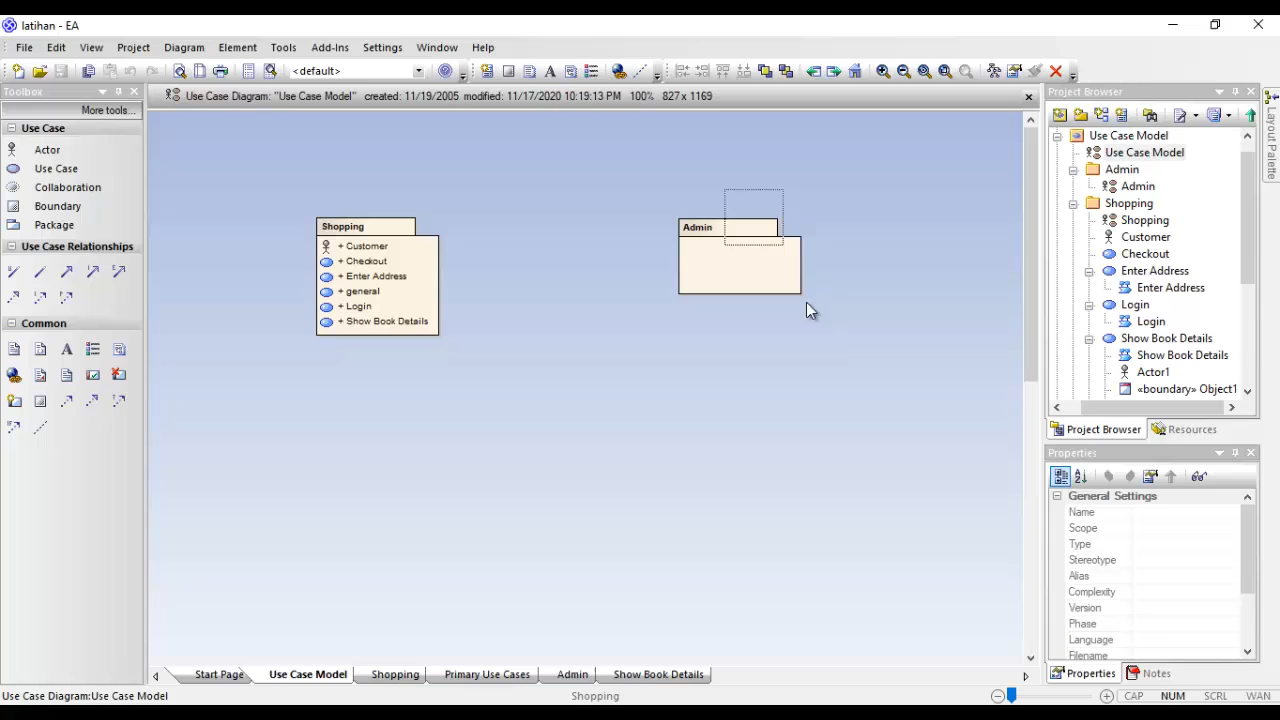 latihan - EA
File Edit View Project Diagram Element Tools Add-Ins Settings Window Help
<default>
Toolbox
More tools...
Use Case
Actor
Use Case
Collaboration
Boundary
Package
Use Case Relationships
Common
Use Case Diagram: "Use Case Model" created: 11/19/2005 modified: 11/17/2020 10:19:13 PM 100% 827 x 1169
Shopping
+ Customer
+ Checkout
+ Enter Address
+ general
+ Login
+ Show Book Details
Admin
Start Page Use Case Model Shopping Primary Use Cases Admin Show Book Details
Project Browser
Use Case Model
Use Case Model
Admin
Admin
Shopping
Shopping
Customer
Checkout
Enter Address
Enter Address
Login
Login
Show Book Details
Show Book Details
Actor1
«boundary» Object1
Project Browser Resources
Layout Palette
Properties
General Settings
Name
Scope
Type
Stereotype
Alias
Complexity
Version
Phase
Language
Filename
Properties Notes
Use Case Diagram:Use Case Model Shopping CAP NUM SCRL WAN